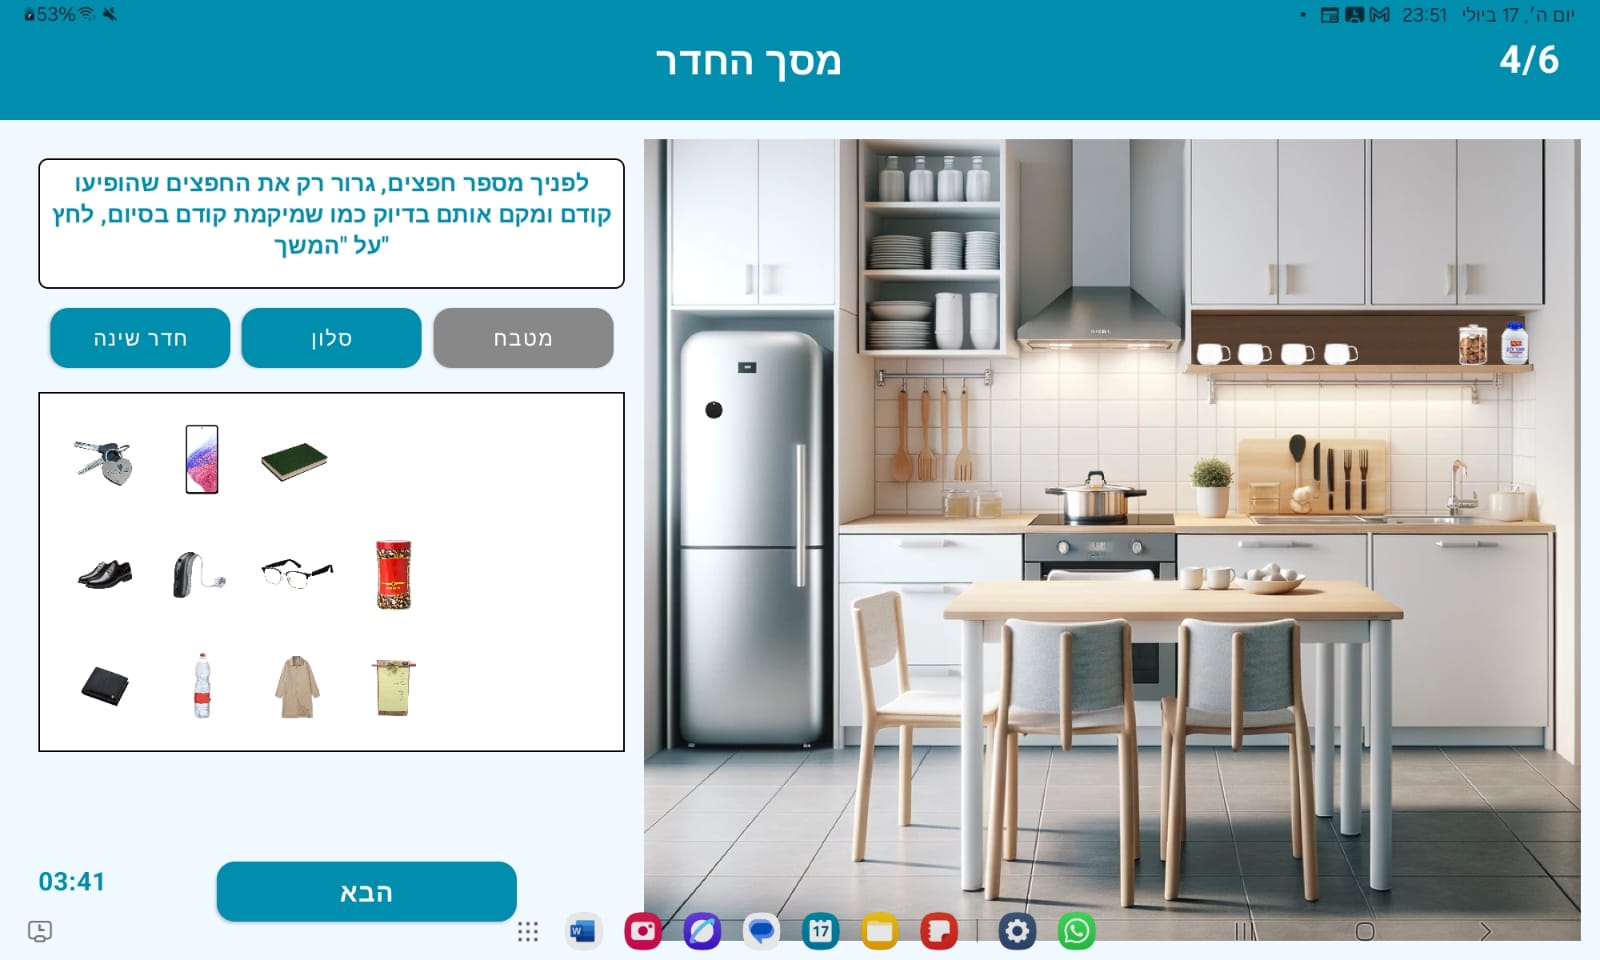 53%
יום ה׳, 17 ביולי 23:51
מסך החדר
4/6
לפניך מספר חפצים, גרור רק את החפצים שהופיעו
קודם ומקם אותם בדיוק כמו שמיקמת קודם בסיום, לחץ
"על "המשך
מטבח
סלון
חדר שינה
03:41
הבא
W
17